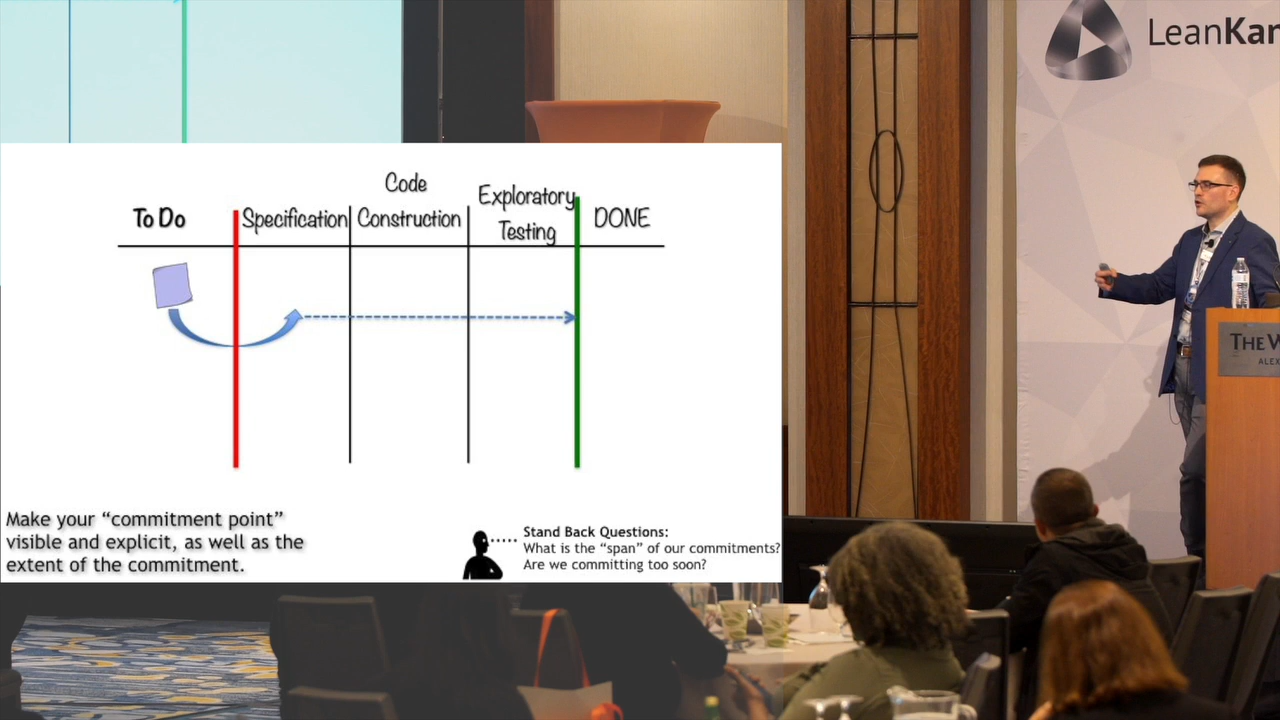 LeanKan
To Do
Specification
Code
Construction
Exploratory
Testing
DONE
Make your “commitment point”
visible and explicit, as well as the
extent of the commitment.
Stand Back Questions:
What is the “span” of our commitments?
Are we committing too soon?
THE W
ALEX